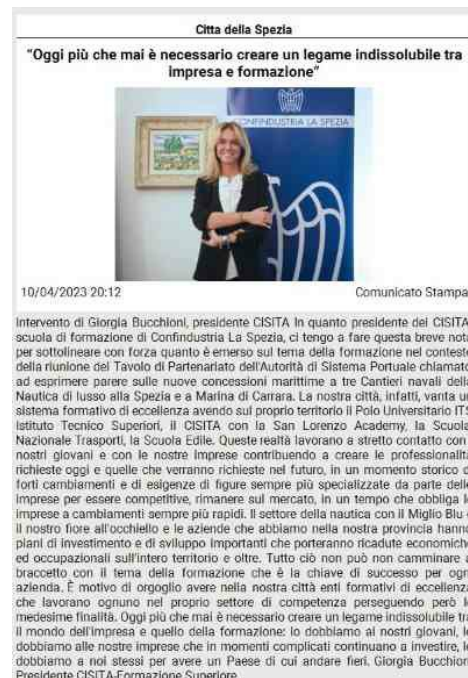 Citta della Spezia
“Oggi più che mai è necessario creare un legame indissolubile tra
impresa e formazione”
CONFINDUSTRIA LA SPEZIA
10/04/2023 20:12
Comunicato Stampa
Intervento di Giorgia Bucchioni, presidente CISITA In quanto presidente del CISITA,
scuola di formazione di Confindustria La Spezia, ci tengo a fare questa breve nota
per sottolineare con forza quanto è emerso sul tema della formazione nel contesto
della riunione del Tavolo di Partenariato dell'Autorità di Sistema Portuale chiamato
ad esprimere parere sulle nuove concessioni marittime a tre Cantieri navali della
Nautica di lusso alla Spezia e a Marina di Carrara. La nostra città, infatti, vanta un
sistema formativo di eccellenza avendo sul proprio territorio il Polo Universitario ITS
Istituto Tecnico Superiori, il CISITA con la San Lorenzo Academy, la Scuola
Nazionale Trasporti, la Scuola Edile. Queste realtà lavorano a stretto contatto con i
nostri giovani e con le nostre imprese contribuendo a creare le professionalità
richieste oggi e quelle che verranno richieste nel futuro, in un momento storico di
forti cambiamenti e di esigenze di figure sempre più specializzate da parte delle
imprese per essere competitive, rimanere sul mercato, in un tempo che obbliga le
imprese a cambiamenti sempre più rapidi. Il settore della nautica con il Miglio Blu è
il nostro fiore all'occhiello e le aziende che abbiamo nella nostra provincia hanno
piani di investimento e di sviluppo importanti che porteranno ricadute economiche
ed occupazionali sull'intero territorio e oltre. Tutto ciò non può non camminare a
braccetto con il tema della formazione che è la chiave di successo per ogni
azienda. È motivo di orgoglio avere nella nostra città enti formativi di eccellenza
che lavorano ognuno nel proprio settore di competenza perseguendo però le
medesime finalità. Oggi più che mai è necessario creare un legame indissolubile tra
il mondo dell'impresa e quello della formazione: lo dobbiamo ai nostri giovani, lo
dobbiamo alle nostre imprese che in momenti complicati continuano a investire, lo
dobbiamo a noi stessi per avere un Paese di cui andare fieri. Giorgia Bucchioni
Presidente CISITA-Formazione Superiore